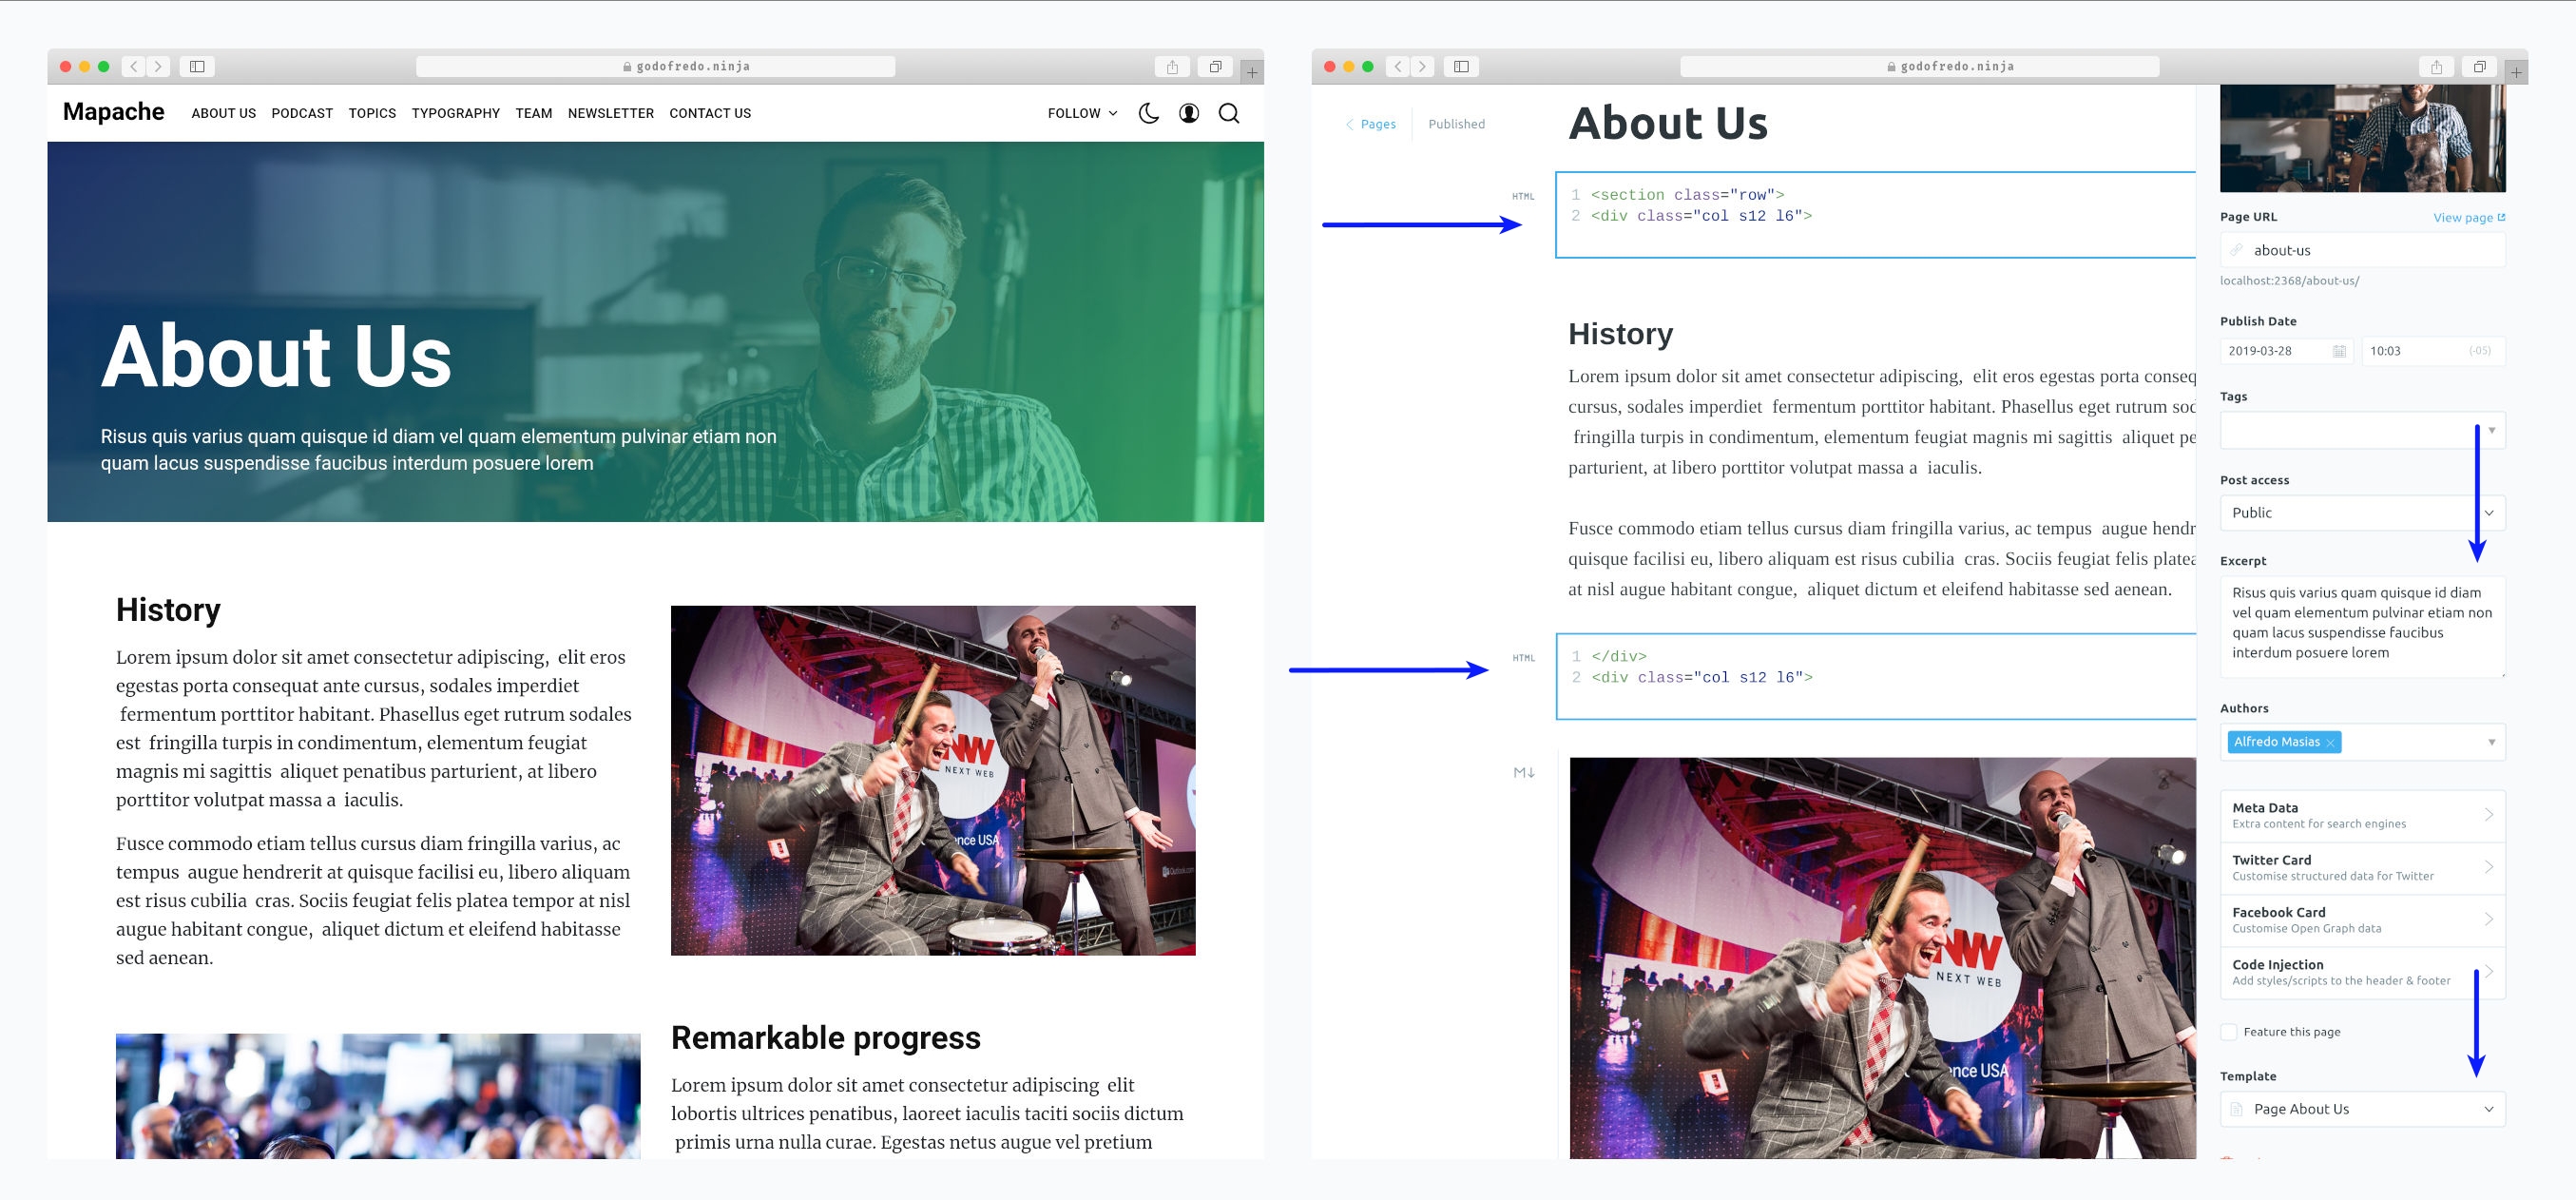 godofredo.ninja
Mapache
ABOUT US PODCAST TOPICS TYPOGRAPHY TEAM NEWSLETTER CONTACT US
FOLLOW
About Us
Risus quis varius quam quisque id diam vel quam elementum pulvinar etiam non
quam lacus suspendisse faucibus interdum posuere lorem
History
Lorem ipsum dolor sit amet consectetur adipiscing, elit eros
egestas porta consequat ante cursus, sodales imperdiet
fermentum porttitor habitant. Phasellus eget rutrum sodales
est fringilla turpis in condimentum, elementum feugiat
magnis mi sagittis aliquet penatibus parturient, at libero
porttitor volutpat massa a iaculis.
Fusce commodo etiam tellus cursus diam fringilla varius, ac
tempus augue hendrerit at quisque facilisi eu, libero aliquam
est risus cubilia cras. Sociis feugiat felis platea tempor at nisl
augue habitant congue, aliquet dictum et eleifend habitasse
sed aenean.
NEXT WEB
ence USA
Remarkable progress
Lorem ipsum dolor sit amet consectetur adipiscing elit
lobortis ultrices penatibus, laoreet iaculis taciti sociis dictum
primis urna nulla curae. Egestas netus augue vel pretium
godofredo.ninja
Pages
Published
About Us
HTML
1 <section class="row">
2 <div class="col s12 l6">
History
Lorem ipsum dolor sit amet consectetur adipiscing, elit eros egestas porta conseq
cursus, sodales imperdiet fermentum porttitor habitant. Phasellus eget rutrum sod
fringilla turpis in condimentum, elementum feugiat magnis mi sagittis aliquet pe
parturient, at libero porttitor volutpat massa a iaculis.
Fusce commodo etiam tellus cursus diam fringilla varius, ac tempus augue hendr
quisque facilisi eu, libero aliquam est risus cubilia cras. Sociis feugiat felis platea
at nisl augue habitant congue, aliquet dictum et eleifend habitasse sed aenean.
HTML
1 </div>
2 <div class="col s12 l6">
M↓
NEXT WEB
ence USA
Page URL
View page
about-us
localhost:2368/about-us/
Publish Date
2019-03-28
10:03
(-05)
Tags
Post access
Public
Excerpt
Risus quis varius quam quisque id diam
vel quam elementum pulvinar etiam non
quam lacus suspendisse faucibus
interdum posuere lorem
Authors
Alfredo Masias
Meta Data
Extra content for search engines
Twitter Card
Customise structured data for Twitter
Facebook Card
Customise Open Graph data
Code Injection
Add styles/scripts to the header & footer
Feature this page
Template
Page About Us